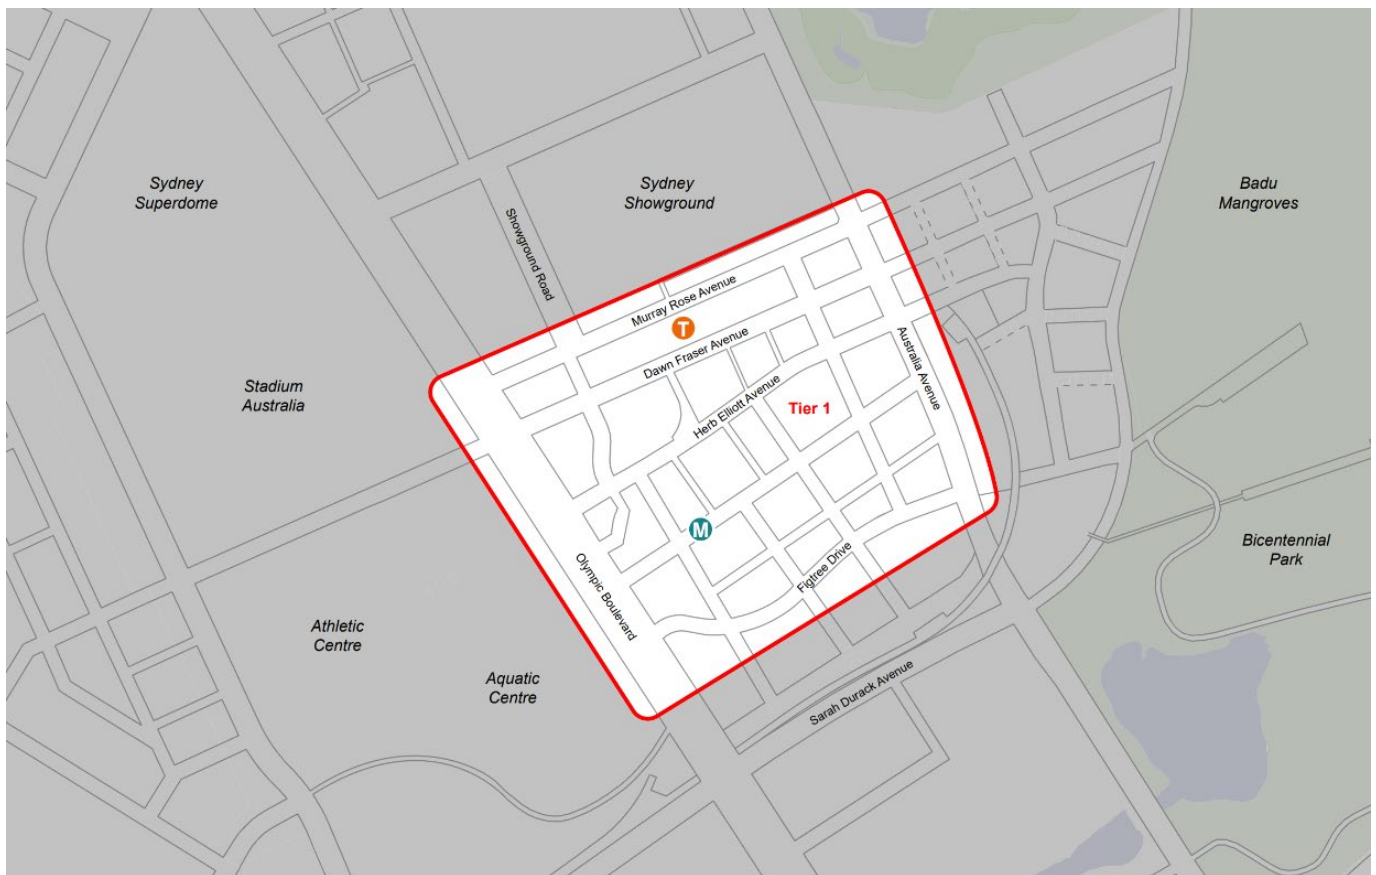 Sydney
Superdome
Sydney
Showground
Badu
Mangroves
Showground Road
Murray Rose Avenue
T
Dawn Fraser Avenue
Australia Avenue
Stadium
Australia
Herb Elliott Avenue
Tier 1
M
Bicentennial
Park
Olympic Boulevard
Figtree Drive
Athletic
Centre
Aquatic
Centre
Sarah Durack Avenue